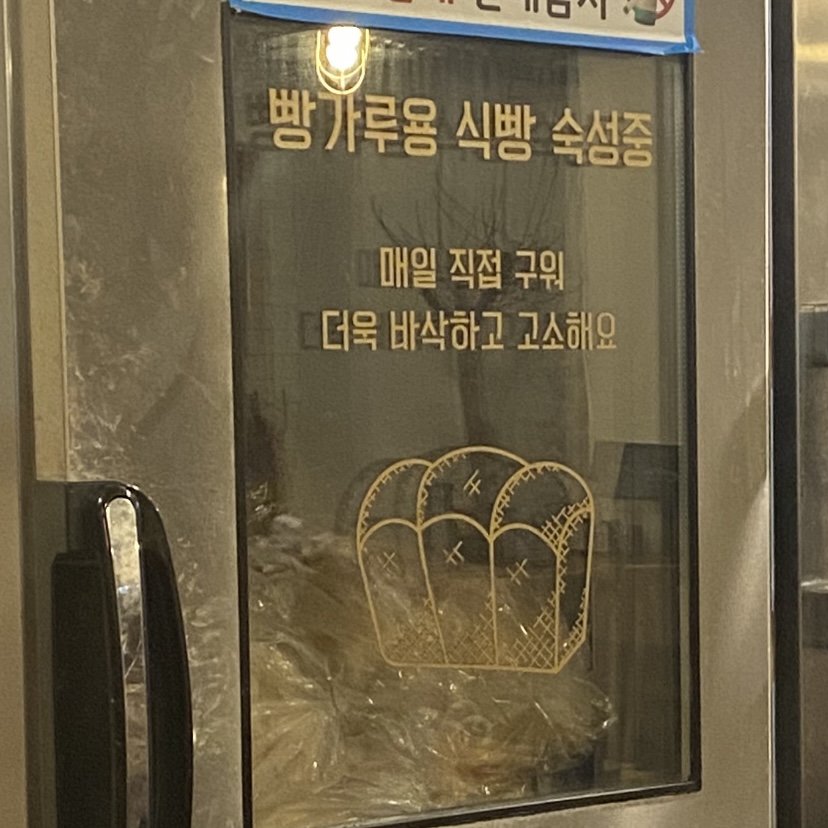 빵가루용 식빵 숙성중
매일 직접 구워
더욱 바삭하고 고소해요